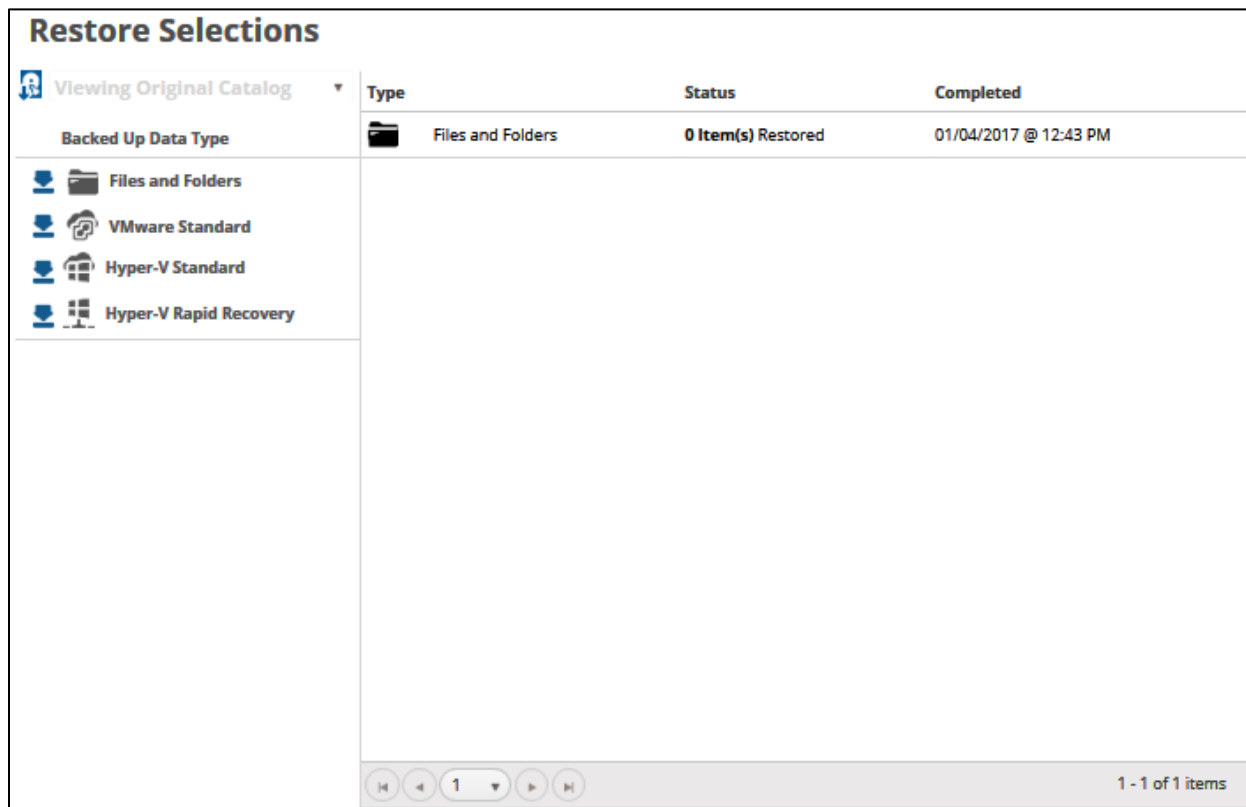 Restore Selections
Viewing Original Catalog
Backed Up Data Type
Files and Folders
VMware Standard
Hyper-V Standard
Hyper-V Rapid Recovery
Type Status Completed
Files and Folders 0 Item(s) Restored 01/04/2017 @ 12:43 PM
1
1 - 1 of 1 items